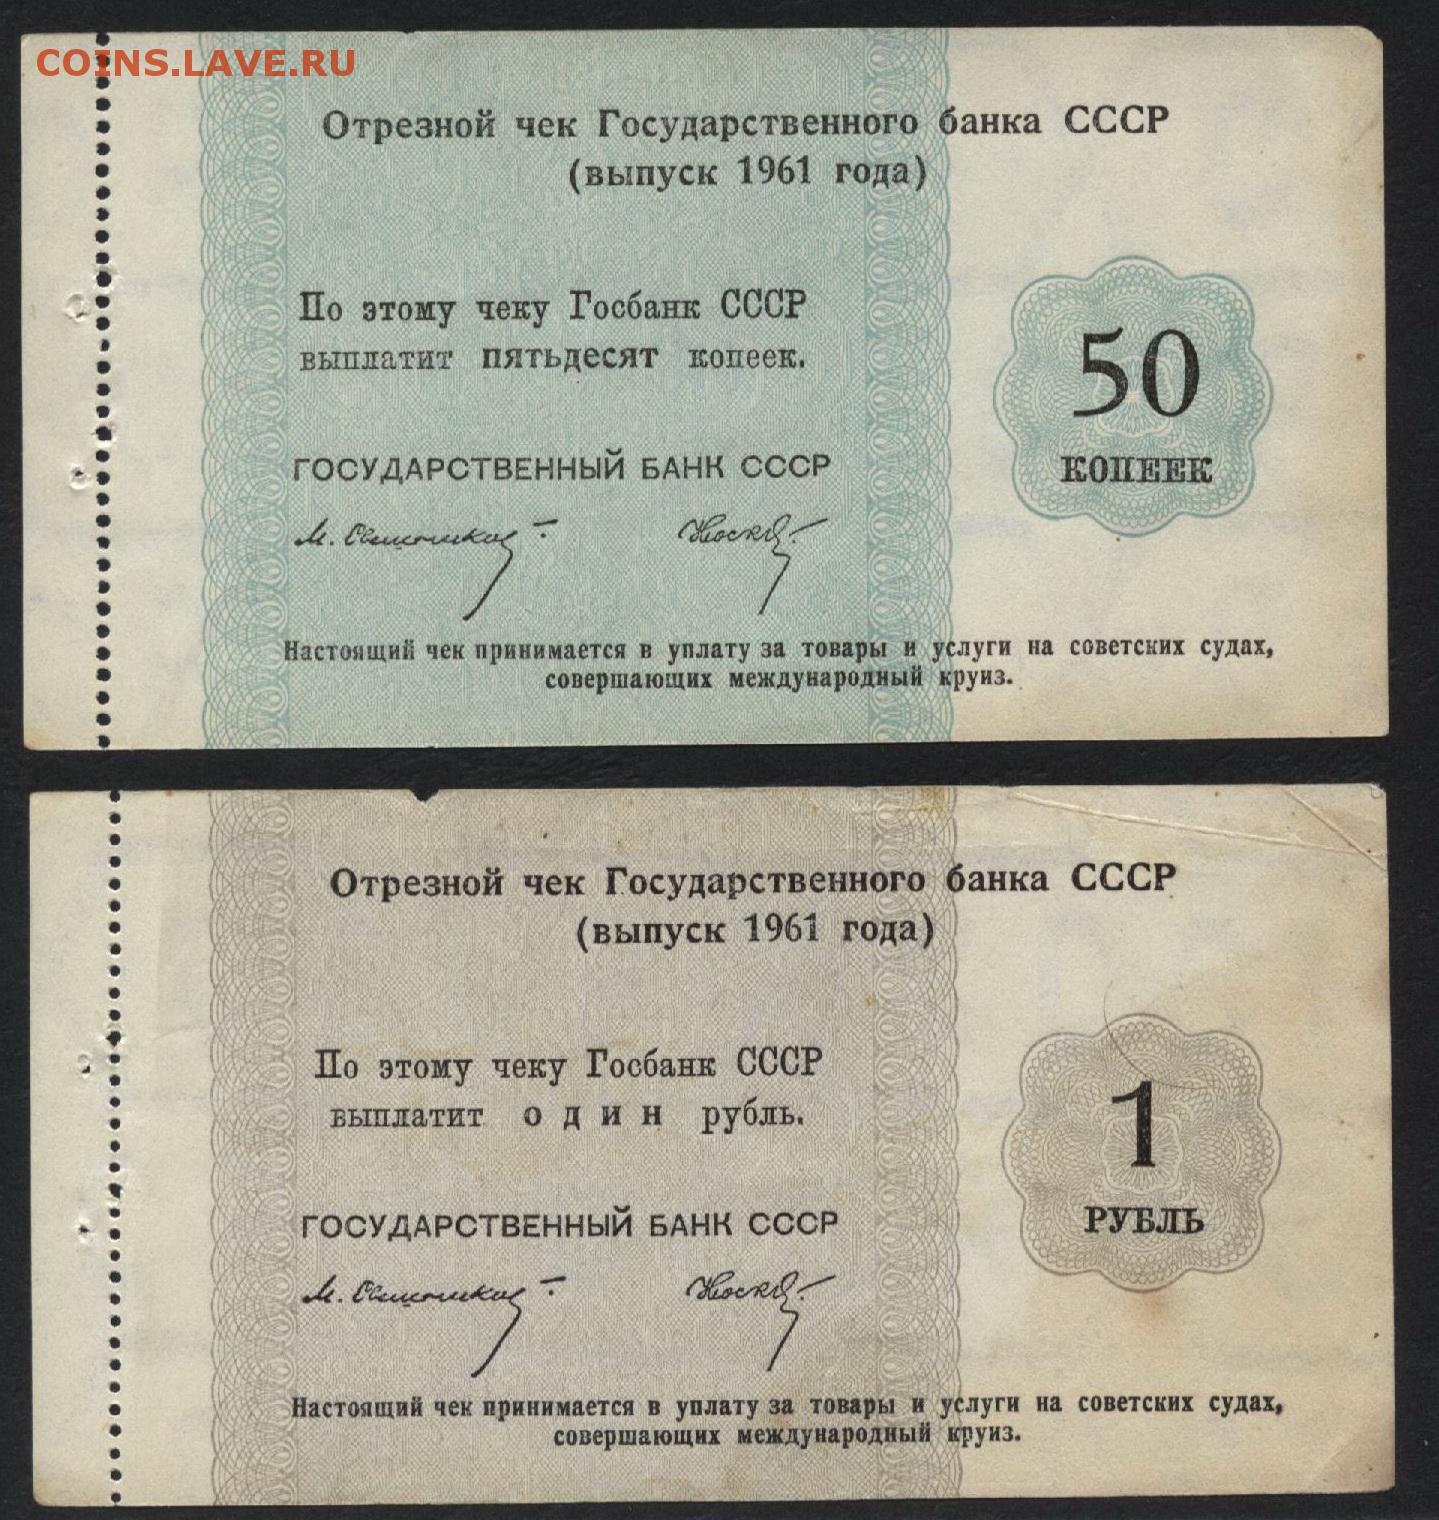 COINS.LAVE.RU
Отрезной чек Государственного банка СССР
(выпуск 1961 года)
По этому чеку Госбанк СССР
выплатит пятьдесят копеек.
50
КОПЕЕК
ГОСУДАРСТВЕННЫЙ БАНК СССР
Настоящий чек принимается в уплату за товары и услуги на советских судах,
совершающих международный круиз.
Отрезной чек Государственного банка СССР
(выпуск 1961 года)
По этому чеку Госбанк СССР
выплатит один рубль.
1
РУБЛЬ
ГОСУДАРСТВЕННЫЙ БАНК СССР
Настоящий чек принимается в уплату за товары и услуги на советских судах,
совершающих международный круиз.